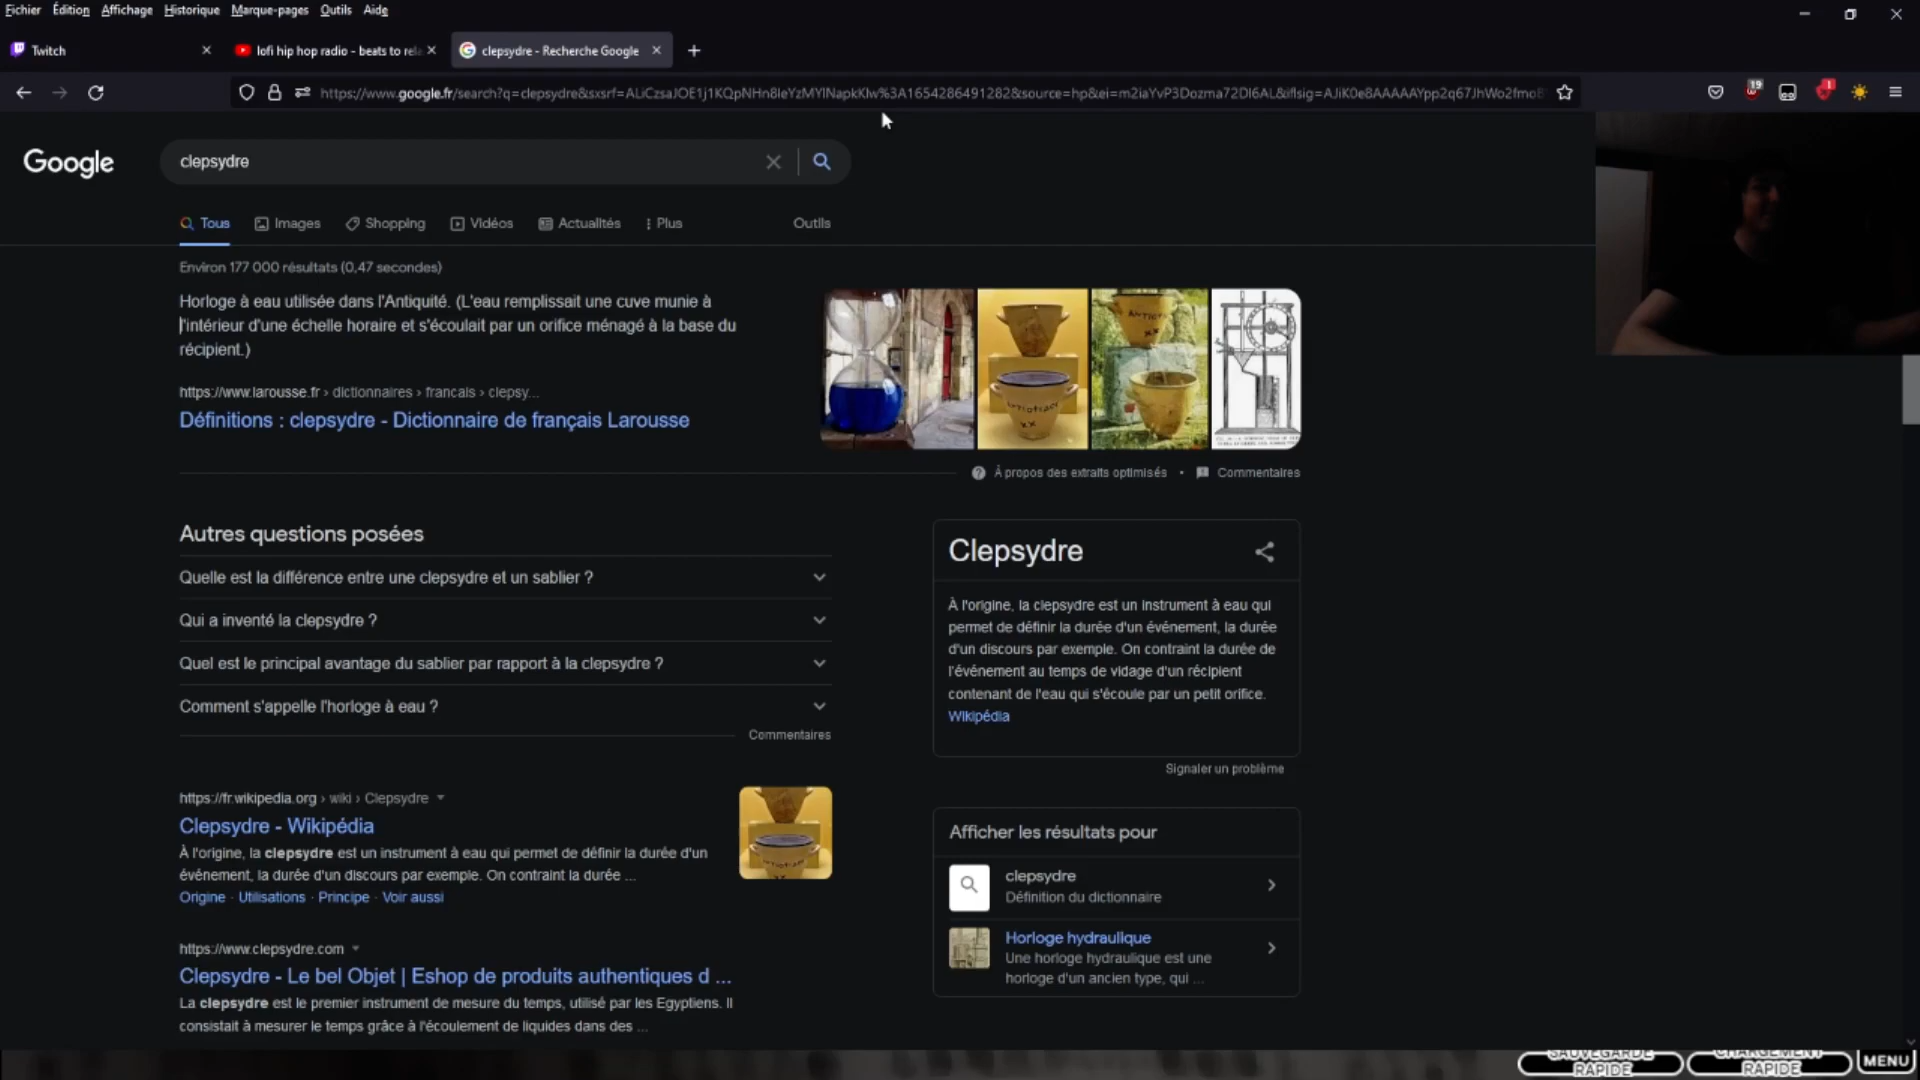 Fichier Édition Affichage Historique Marque-pages Outils Aide
Twitch
lofi hip hop radio - beats to rel
clepsydre - Recherche Google
https://www.google.fr/search?q=clepsydre&sxsrf=
19
1
Google
clepsydre
Tous Images Shopping Vidéos Actualités Plus Outils
Environ 177 000 résultats (0,47 secondes)
Horloge à eau utilisée dans l'Antiquité. (L'eau remplissait une cuve munie à
l'intérieur d'une échelle horaire et s'écoulait par un orifice ménagé à la base du
récipient.)
https://www.larousse.fr › dictionnaires › francais › clepsy...
Définitions : clepsydre - Dictionnaire de français Larousse
À propos des extraits optimisés • Commentaires
Autres questions posées
Quelle est la différence entre une clepsydre et un sablier ?
Qui a inventé la clepsydre ?
Quel est le principal avantage du sablier par rapport à la clepsydre ?
Comment s'appelle l'horloge à eau ?
Commentaires
https://fr.wikipedia.org › wiki › Clepsydre
Clepsydre - Wikipédia
À l'origine, la clepsydre est un instrument à eau qui permet de définir la durée d'un
événement, la durée d'un discours par exemple. On contraint la durée ...
Origine · Utilisations · Principe · Voir aussi
https://www.clepsydre.com
Clepsydre - Le bel Objet | Eshop de produits authentiques d ...
La clepsydre est le premier instrument de mesure du temps, utilisé par les Egyptiens. Il
consistait à mesurer le temps grâce à l'écoulement de liquides dans des ...
Clepsydre
À l'origine, la clepsydre est un instrument à eau qui
permet de définir la durée d'un événement, la durée
d'un discours par exemple. On contraint la durée de
l'événement au temps de vidage d'un récipient
contenant de l'eau qui s'écoule par un petit orifice.
Wikipédia
Signaler un problème
Afficher les résultats pour
clepsydre
Définition du dictionnaire
Horloge hydraulique
Une horloge hydraulique est une
horloge d'un ancien type, qui ...
SAUVEGARDE
RAPIDE
CHARGEMENT
RAPIDE
MENU